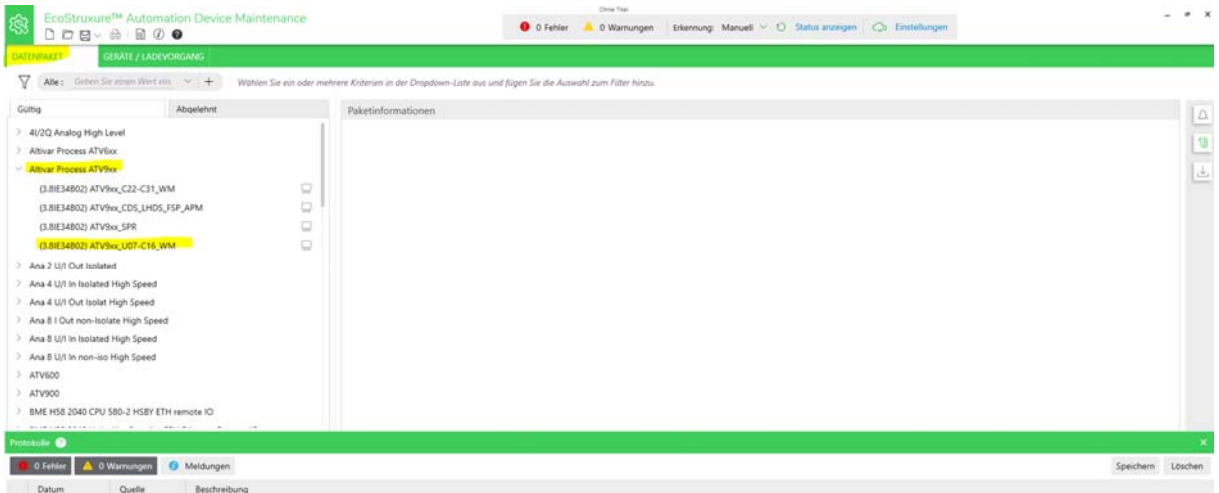 Ohne Titel
EcoStruxure™ Automation Device Maintenance
0 Fehler 0 Warnungen Erkennung: Manuell Status anzeigen Einstellungen
DATENPAKET GERÄTE / LADEVORGANG
Alle : Geben Sie einen Wert ein. + Wählen Sie ein oder mehrere Kriterien in der Dropdown-Liste aus und fügen Sie die Auswahl zum Filter hinzu.
Gültig Abgelehnt Paketinformationen
4I/2Q Analog High Level
Altivar Process ATV6xx
Altivar Process ATV9xx
(3.8IE34B02) ATV9xx_C22-C31_WM
(3.8IE34B02) ATV9xx_CDS_LHDS_FSP_APM
(3.8IE34B02) ATV9xx_SPR
(3.8IE34B02) ATV9xx_U07-C16_WM
Ana 2 U/I Out Isolated
Ana 4 U/I In Isolated High Speed
Ana 4 U/I Out Isolat High Speed
Ana 8 I Out non-Isolate High Speed
Ana 8 U/I In Isolated High Speed
Ana 8 U/I In non-iso High Speed
ATV600
ATV900
BME H58 2040 CPU 580-2 HSBY ETH remote IO
Protokolle ?
0 Fehler 0 Warnungen Meldungen Speichern Löschen
Datum Quelle Beschreibung